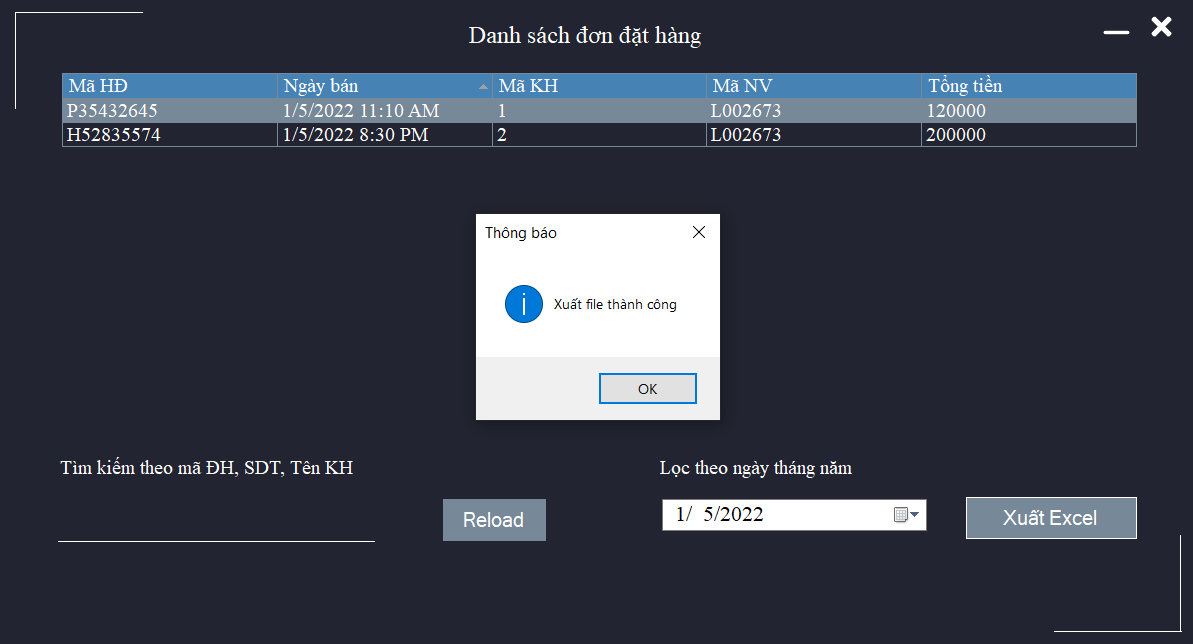 Danh sách đơn đặt hàng
Mã HĐ Ngày bán Mã KH Mã NV Tổng tiền
P35432645 1/5/2022 11:10 AM 1 L002673 120000
H52835574 1/5/2022 8:30 PM 2 L002673 200000
Thông báo
Xuất file thành công
OK
Tìm kiếm theo mã ĐH, SDT, Tên KH Lọc theo ngày tháng năm
Reload 1/ 5/2022 Xuất Excel